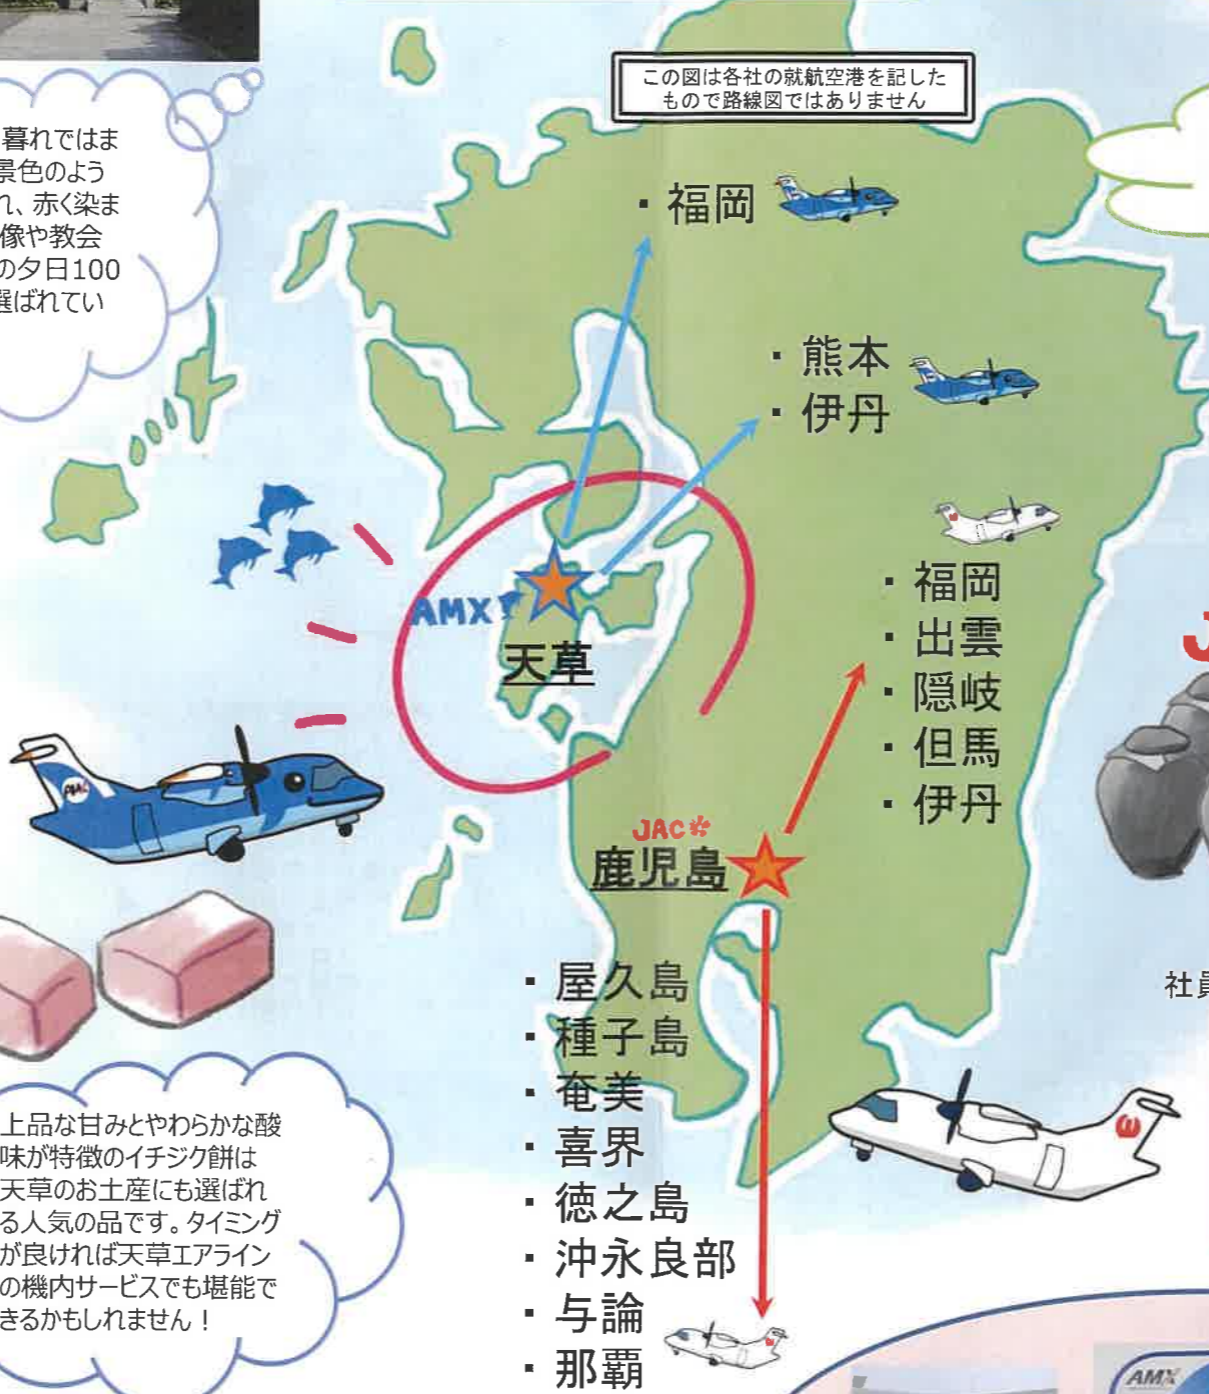 この図は各社の就航空港を記した
もので路線図ではありません
暮れではま
景色のよう
れ、赤く染ま
像や教会
の夕日100
選ばれてい
・福岡
・熊本
・伊丹
AMX
天草
・福岡
・出雲
・隠岐
・但馬
・伊丹
JAC
鹿児島
・屋久島
・種子島
・奄美
・喜界
・徳之島
・沖永良部
・与論
・那覇
社員
上品な甘みとやわらかな酸
味が特徴のイチジク餅は
天草のお土産にも選ばれ
る人気の品です。タイミング
が良ければ天草エアライン
の機内サービスでも堪能で
きるかもしれません！
AMX